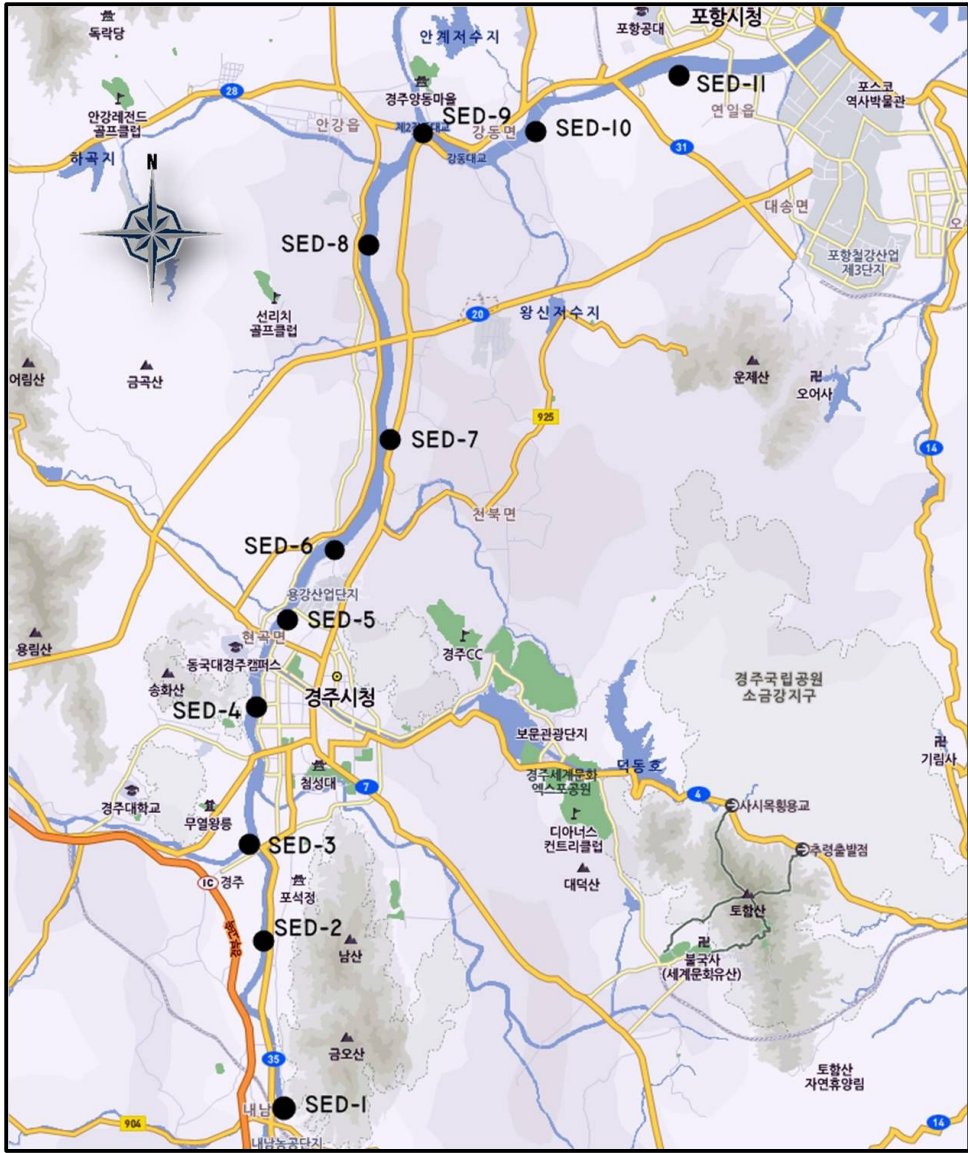 포항시청
독락당
포항공대
안계저수지
SED-11
포스코
역사박물관
경주양동마을
28
연일읍
안강레전드
골프클럽
안강읍
SED-9
강동면
SED-10
하곡지
강동대교
31
N
대송면
SED-8
포항철강산업
제3단지
선리치
골프클럽
20
왕신저수지
어림산
금곡산
운제산
오어사
925
SED-7
14
천북면
SED-6
용강산업단지
SED-5
현곡면
용림산
동국대경주캠퍼스
경주CC
송화산
경주시청
경주국립공원
소금강지구
SED-4
보문관광단지
기림사
첨성대
덕동호
경주세계문화
엑스포공원
7
4
경주대학교
무열왕릉
사시목횡용교
디아너스
컨트리클럽
SED-3
추령출발점
IC 경주
포석정
대덕산
토함산
SED-2
남산
불국사
(세계문화유산)
금오산
35
토함산
자연휴양림
내남
SED-1
904
14
내남농공단지